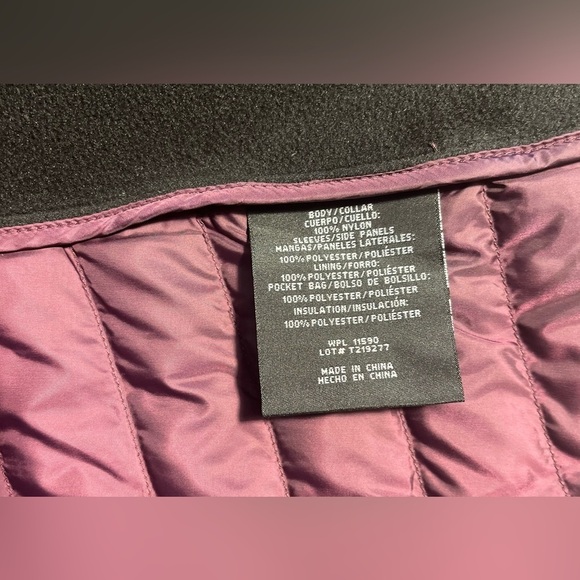 BODY/COLLAR
CUERPO/CUELLO:
100% NYLON
SLEEVES/SIDE PANELS
MANGAS/PANELES LATERALES:
100% POLYESTER/POLIÉSTER
LINING/FORRO:
100% POLYESTER/POLIÉSTER
POCKET BAG/BOLSO DE BOLSILLO:
100% POLYESTER/POLIÉSTER
INSULATION/INSULACIÓN:
100% POLYESTER/POLIÉSTER
WPL 11590
LOT# T219277
MADE IN CHINA
HECHO EN CHINA